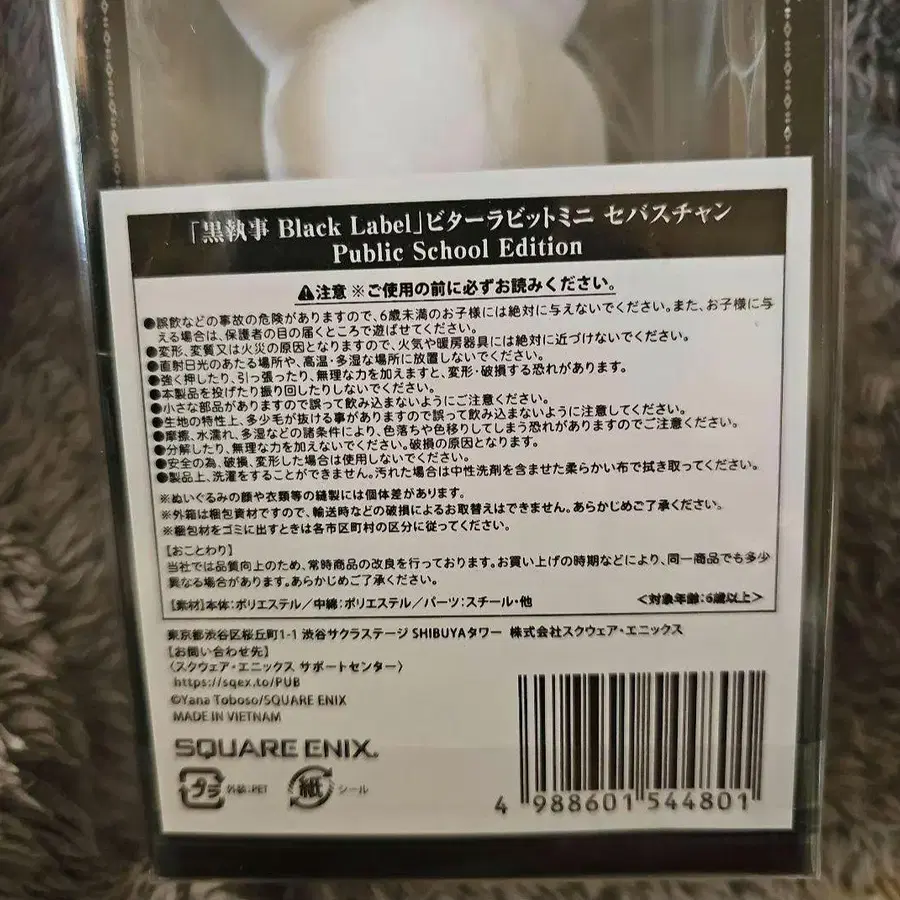 「黒執事 Black Label」ビターラビットミニ セバスチャン
Public School Edition
⚠注意 ※ご使用の前に必ずお読みください。
●誤飲などの事故の危険がありますので、6歳未満のお子様には絶対に与えないでください。また、お子様に与
える場合は、保護者の目の届くところで遊ばせてください。
●変形、変質又は火災の原因となりますので、火気や暖房器具には絶対に近づけないでください。
●直射日光のあたる場所や、高温・多湿な場所に放置しないでください。
●強く押したり、引っ張ったり、無理な力を加えますと、変形・破損する恐れがあります。
●本製品を投げたり振り回したりしないでください。
●小さな部品がありますので誤って飲み込まないようにご注意ください。
●生地の特性上、多少毛が抜ける事がありますので誤って飲み込まないように注意してください。
●摩擦、水濡れ、多湿などの諸条件により、色落ちや色移りしてしまう恐れがありますのでご注意ください。
●分解したり、無理な力を加えないでください。破損の原因となります。
●安全の為、破損、変形した場合は使用しないでください。
●製品上、洗濯をすることができません。汚れた場合は中性洗剤を含ませた柔らかい布で拭き取ってください。
※ぬいぐるみの顔や衣類等の縫製には個体差があります。
※外箱は梱包資材ですので、輸送時などの破損によるお取替えはできません。あらかじめご了承ください。
※梱包材をゴミに出すときは各市区町村の区分に従ってください。
【おことわり】
当社では品質向上のため、常時商品の改良を行っております。お買い上げの時期などにより、同一商品でも多少
異なる場合があります。あらかじめご了承ください。
【素材】本体:ポリエステル/中綿:ポリエステル/パーツ:スチール・他 <対象年齢:6歳以上>
東京都渋谷区桜丘町1-1 渋谷サクラステージ SHIBUYAタワー 株式会社スクウェア・エニックス
【お問い合わせ先】
〈スクウェア・エニックス サポートセンター〉
https://sqex.to/PUB
©Yana Toboso/SQUARE ENIX
MADE IN VIETNAM
SQUARE ENIX.
プラ 外装:PET 紙 シール
4 988601 544801